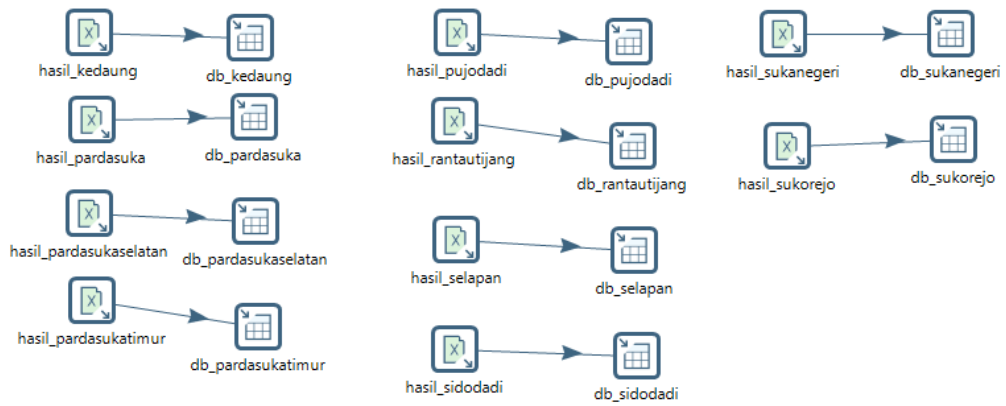 hasil_kedaung
db_kedaung
hasil_pardasuka
db_pardasuka
hasil_pardasukaselatan
db_pardasukaselatan
hasil_pardasukatimur
db_pardasukatimur
hasil_pujodadi
db_pujodadi
hasil_rantautijang
db_rantautijang
hasil_selapan
db_selapan
hasil_sidodadi
db_sidodadi
hasil_sukanegeri
db_sukanegeri
hasil_sukorejo
db_sukorejo